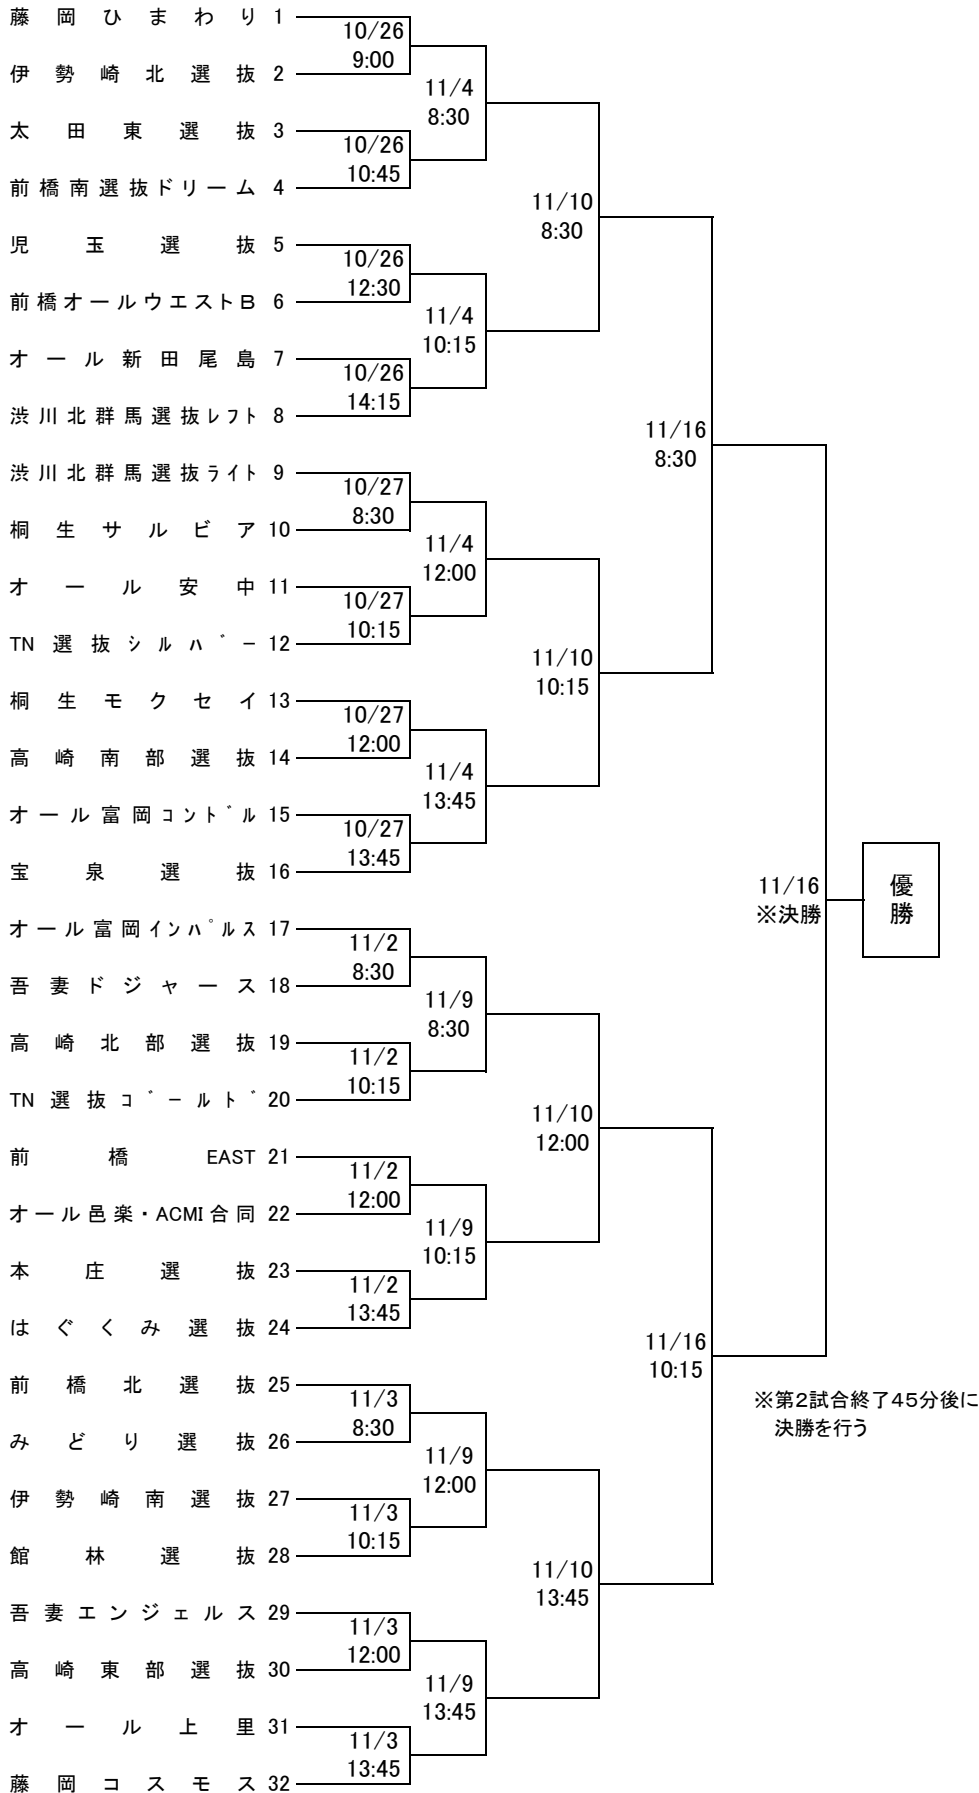 藤岡ひまわり 1
10/26
9:00
伊勢崎北選抜 2
11/4
8:30
太田東選抜 3
10/26
10:45
前橋南選抜ドリーム 4
11/10
8:30
児玉選抜 5
10/26
12:30
前橋オールウエストB 6
11/4
10:15
オール新田尾島 7
10/26
14:15
渋川北群馬選抜レフト 8
11/16
8:30
渋川北群馬選抜ライト 9
10/27
8:30
桐生サルビア 10
11/4
12:00
オール安中 11
10/27
10:15
TN選抜シルバー 12
11/10
10:15
桐生モクセイ 13
10/27
12:00
高崎南部選抜 14
11/4
13:45
オール富岡コンドル 15
10/27
13:45
宝泉選抜 16
11/16
※決勝
優
勝
オール富岡インパルス 17
11/2
8:30
吾妻ドジャース 18
11/9
8:30
高崎北部選抜 19
11/2
10:15
TN選抜ゴールド 20
11/10
12:00
前橋EAST 21
11/2
12:00
オール邑楽・ACMI合同 22
11/9
10:15
本庄選抜 23
11/2
13:45
はぐくみ選抜 24
11/16
10:15
※第2試合終了45分後に
決勝を行う
前橋北選抜 25
11/3
8:30
みどり選抜 26
11/9
12:00
伊勢崎南選抜 27
11/3
10:15
館林選抜 28
11/10
13:45
吾妻エンジェルス 29
11/3
12:00
高崎東部選抜 30
11/9
13:45
オール上里 31
11/3
13:45
藤岡コスモス 32